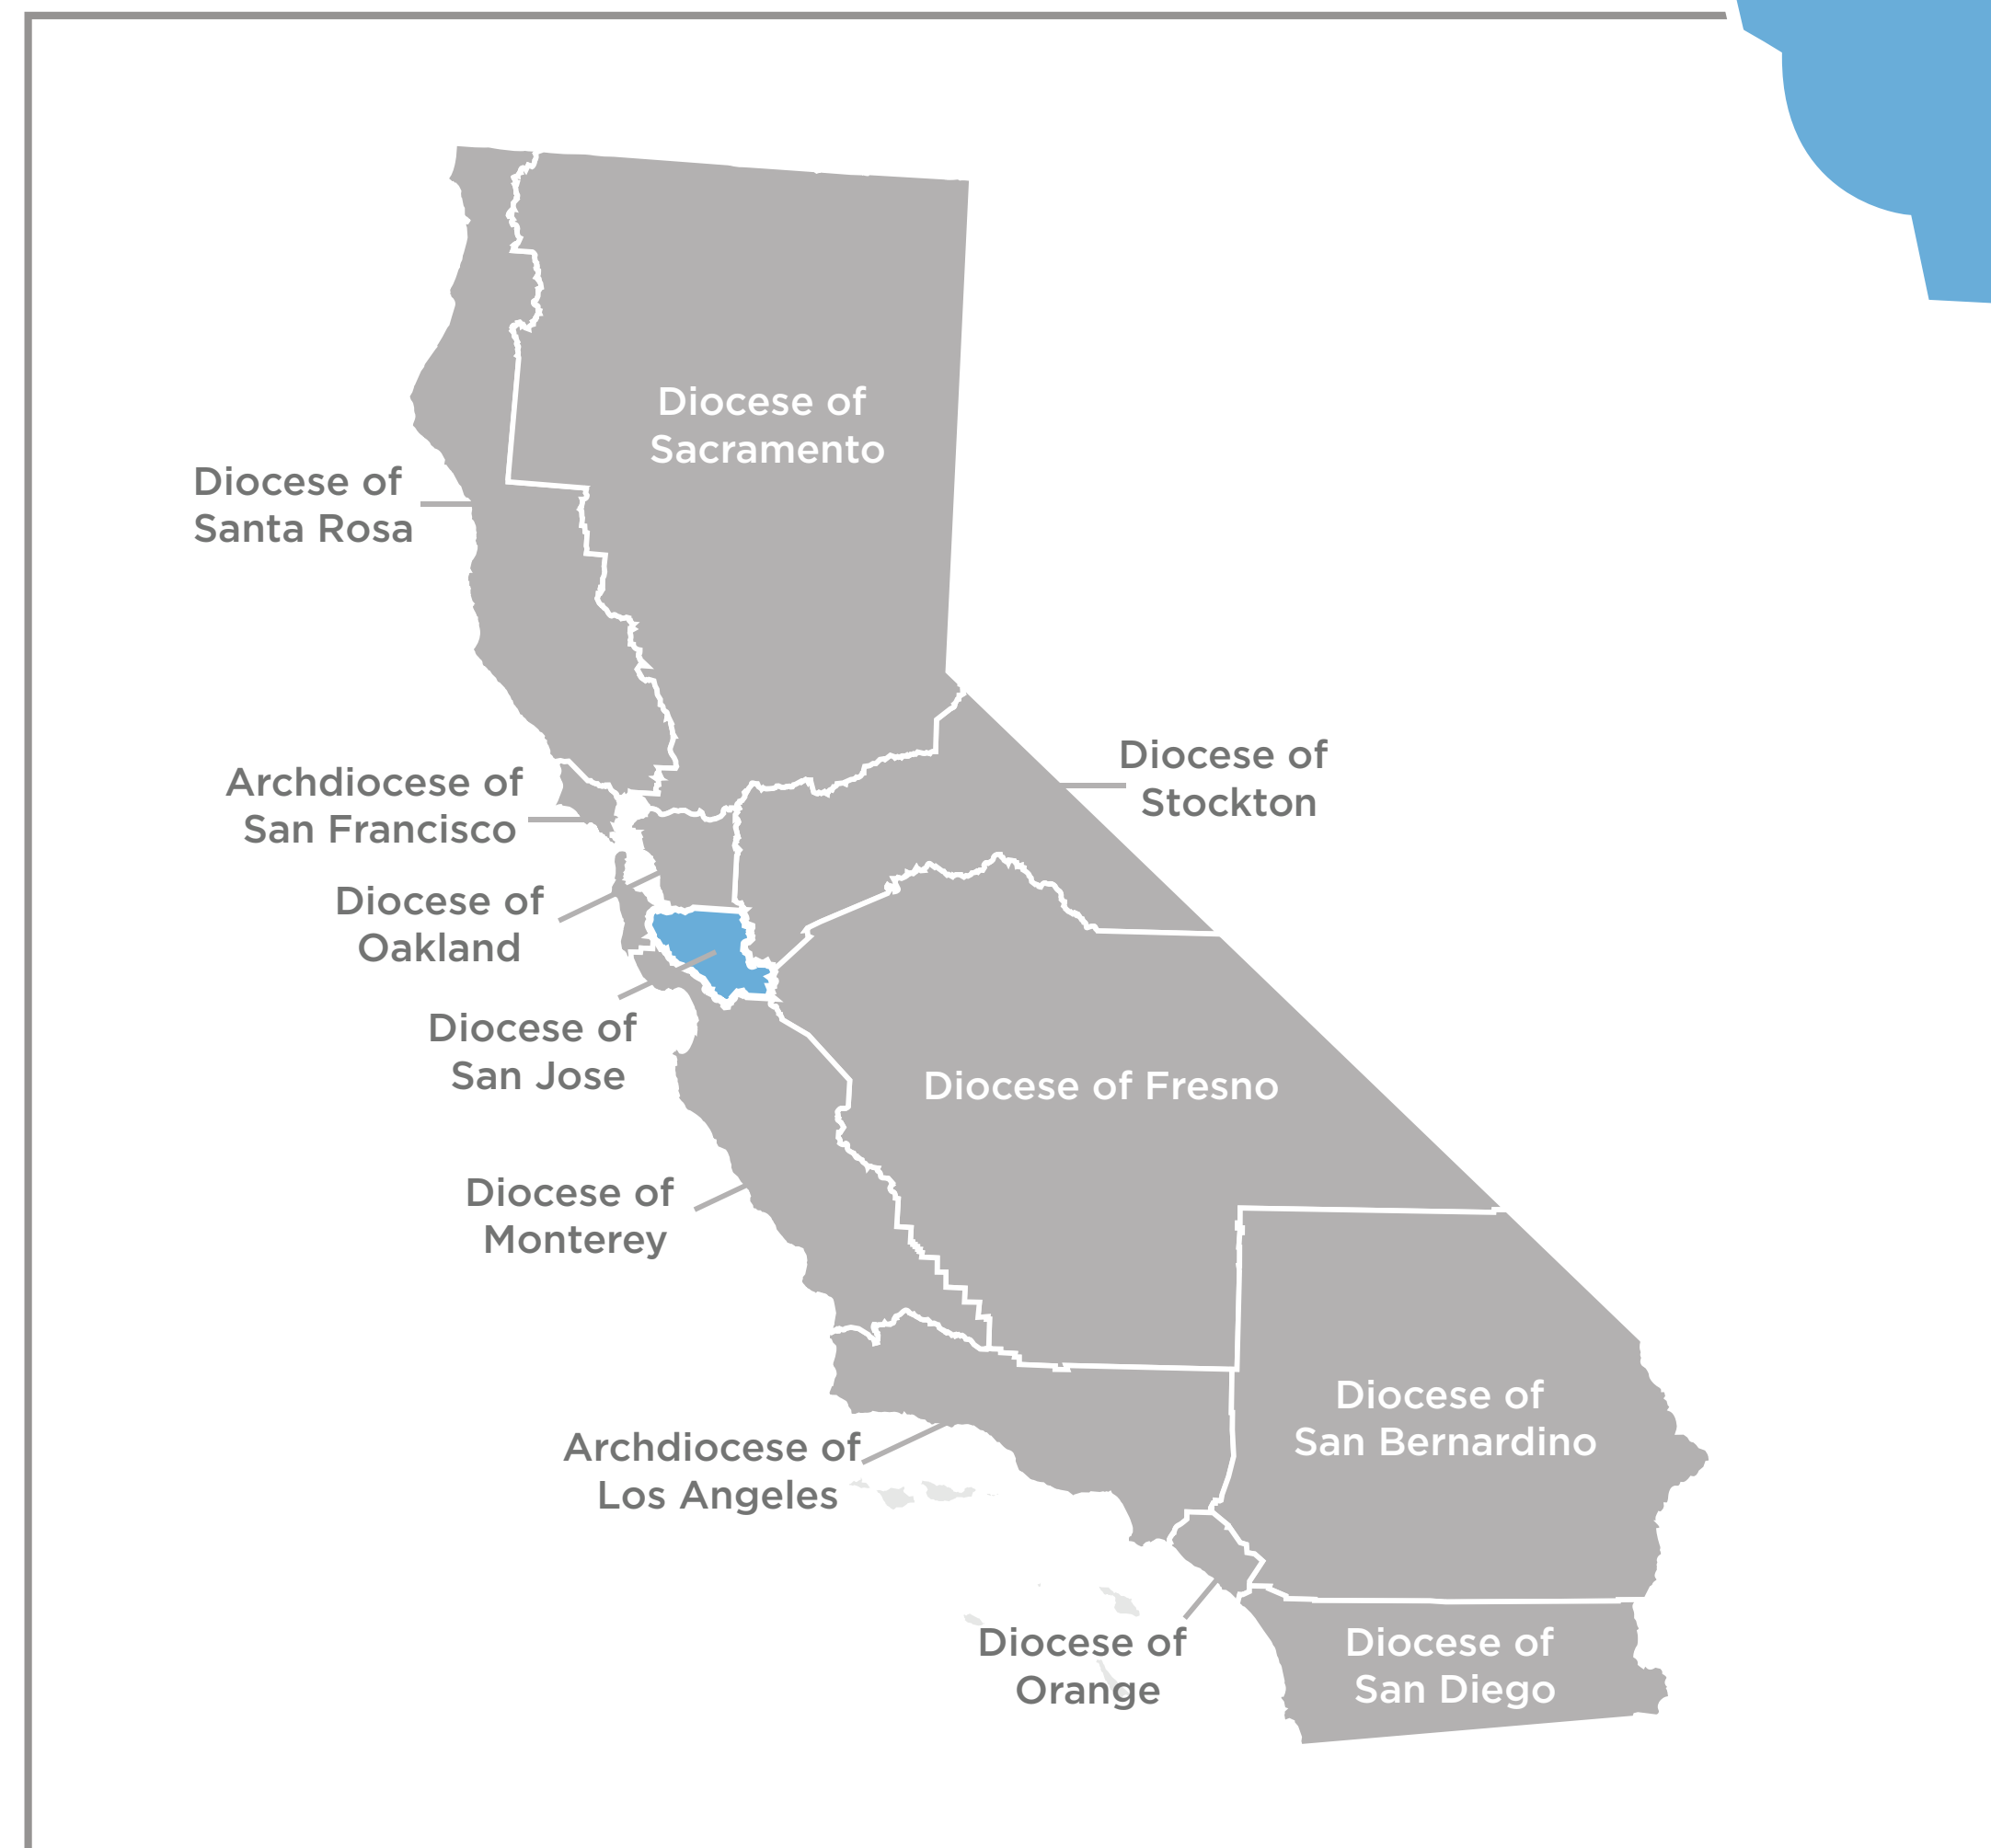 Diocese of
Sacramento
Diocese of
Santa Rosa
Diocese of
Stockton
Archdiocese of
San Francisco
Diocese of
Oakland
Diocese of
San Jose
Diocese of Fresno
Diocese of
Monterey
Diocese of
San Bernardino
Archdiocese of
Los Angeles
Diocese of
Orange
Diocese of
San Diego